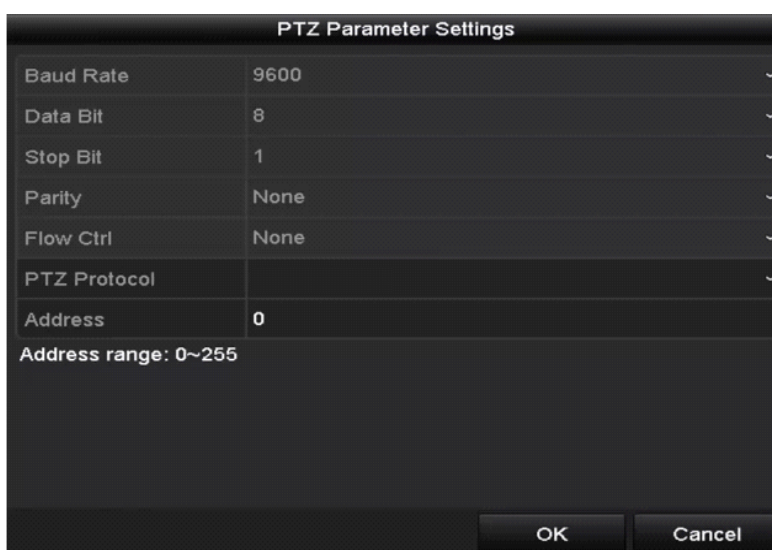 PTZ Parameter Settings
Baud Rate 9600
Data Bit 8
Stop Bit 1
Parity None
Flow Ctrl None
PTZ Protocol
Address 0
Address range: 0~255
OK Cancel